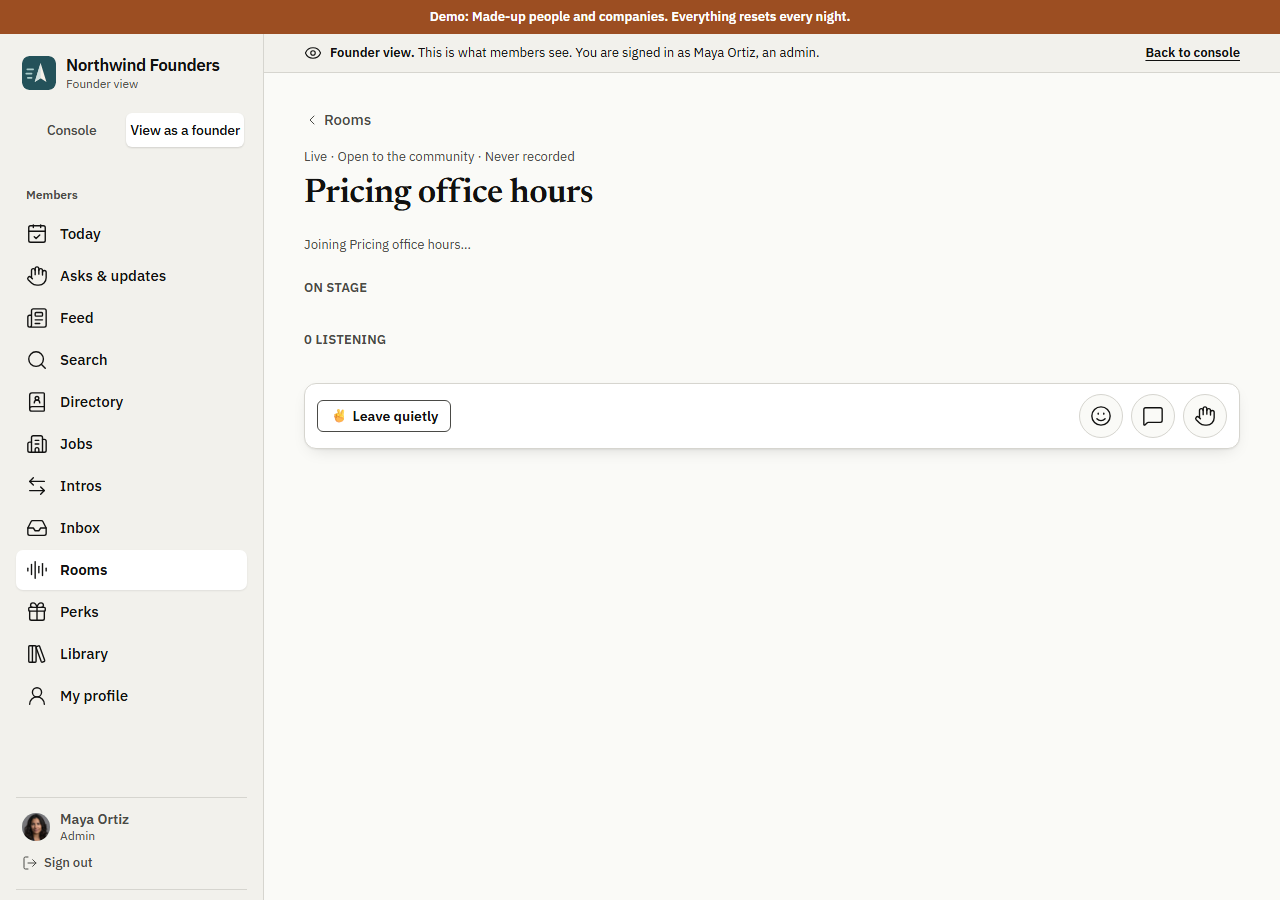 Demo: Made-up people and companies. Everything resets every night.
Northwind Founders
Founder view
Console
View as a founder
Members
Today
Asks & updates
Feed
Search
Directory
Jobs
Intros
Inbox
Rooms
Perks
Library
My profile
Maya Ortiz
Admin
Sign out
Founder view. This is what members see. You are signed in as Maya Ortiz, an admin.
Back to console
Rooms
Live · Open to the community · Never recorded
Pricing office hours
Joining Pricing office hours…
ON STAGE
0 LISTENING
✌️ Leave quietly